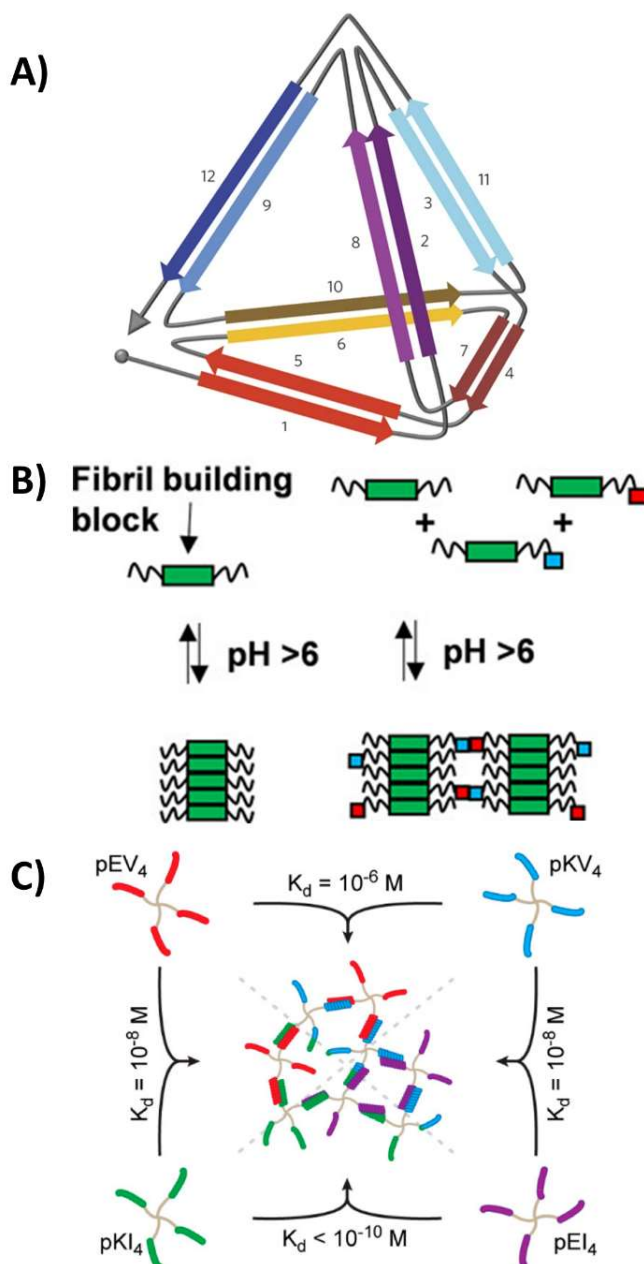 A)
12
9
8
2
3
11
10
6
5
7
4
1
B)
Fibril building
block
+ +
pH >6 pH >6
C)
pEV4 pKV4
Kd = 10-6 M
Kd = 10-8 M Kd = 10-8 M
pKI4 pEI4
Kd < 10-10 M